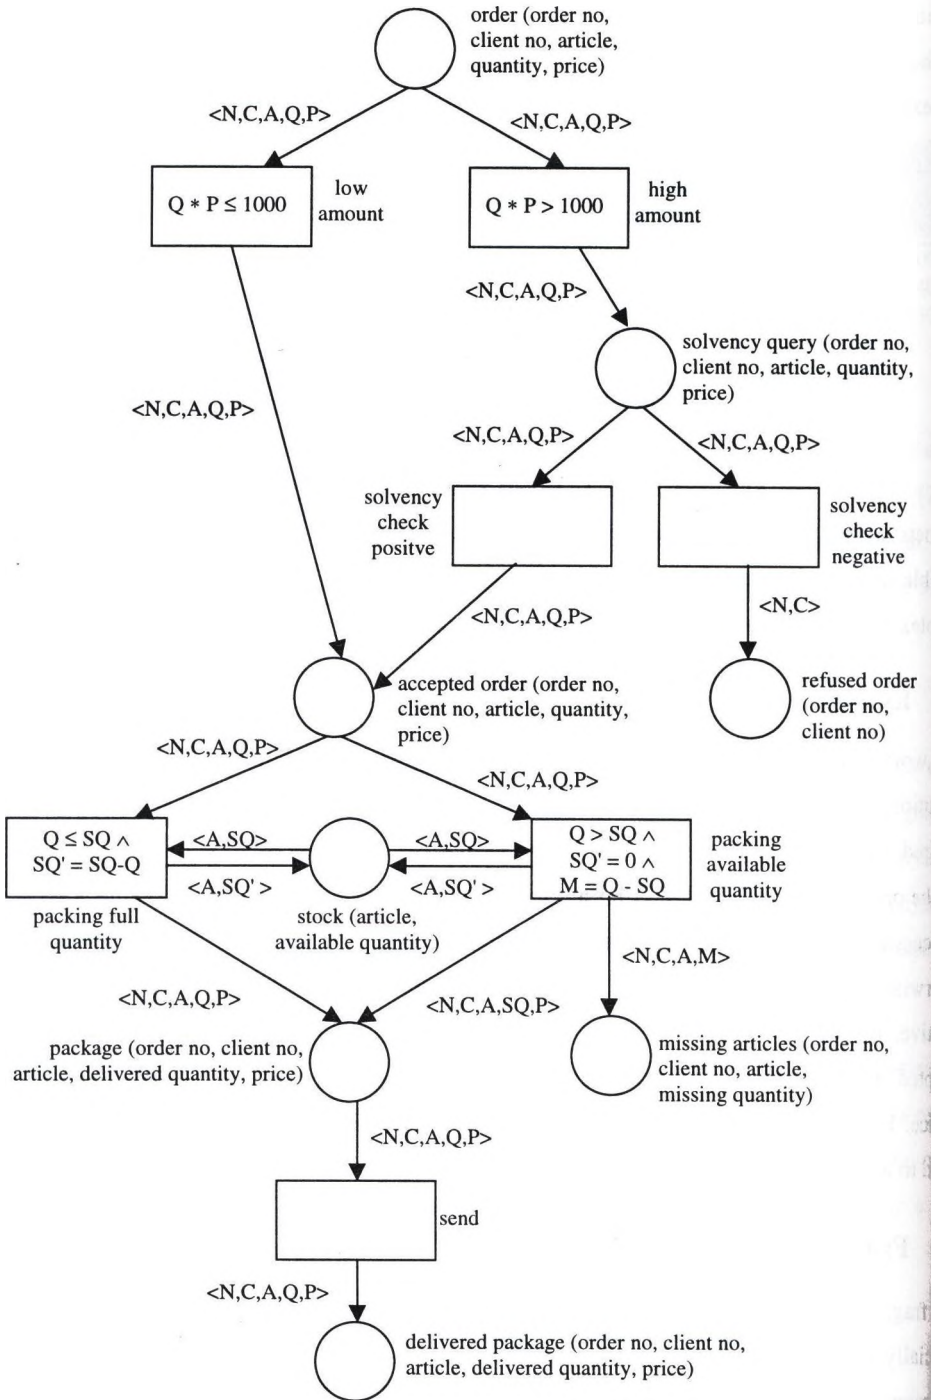 order (order no,
client no, article,
quantity, price)
<N,C,A,Q,P>
<N,C,A,Q,P>
Q * P ≤ 1000
low
amount
Q * P > 1000
high
amount
<N,C,A,Q,P>
solvency query (order no,
client no, article, quantity,
price)
<N,C,A,Q,P>
<N,C,A,Q,P>
<N,C,A,Q,P>
solvency
check
positve
solvency
check
negative
<N,C,A,Q,P>
<N,C>
accepted order (order no,
client no, article, quantity,
price)
refused order
(order no,
client no)
<N,C,A,Q,P>
<N,C,A,Q,P>
Q ≤ SQ ∧
SQ' = SQ-Q
<A,SQ>
<A,SQ'>
<A,SQ>
<A,SQ'>
Q > SQ ∧
SQ' = 0 ∧
M = Q - SQ
packing
available
quantity
packing full
quantity
stock (article,
available quantity)
<N,C,A,Q,P>
<N,C,A,SQ,P>
<N,C,A,M>
package (order no, client no,
article, delivered quantity, price)
missing articles (order no,
client no, article,
missing quantity)
<N,C,A,Q,P>
send
<N,C,A,Q,P>
delivered package (order no, client no,
article, delivered quantity, price)